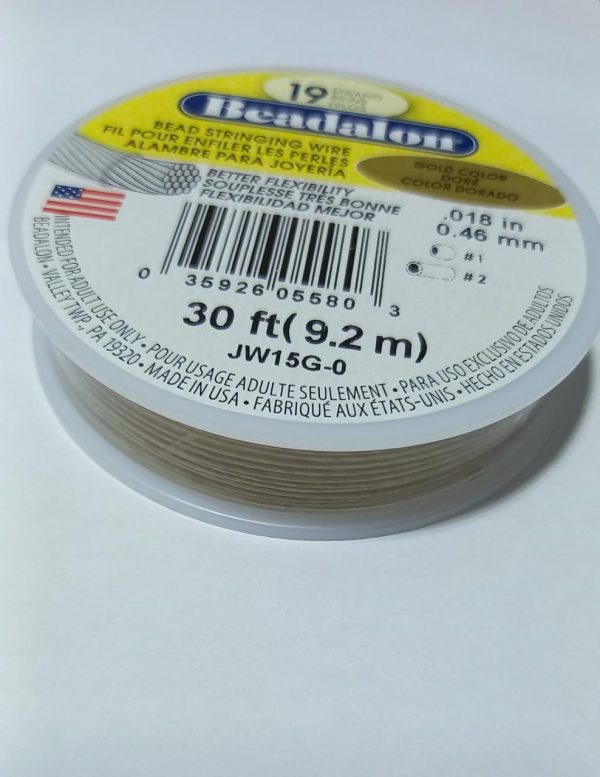 19 STRAND
BRINS
HILOS
Beadalon
BEAD STRINGING WIRE
FIL POUR ENFILER LES PERLES
ALAMBRE PARA JOYERÍA
GOLD COLOR
DORÉ
COLOR DORADO
BETTER FLEXIBILITY
SOUPLESSE TRÈS BONNE
FLEXIBILIDAD MEJOR
.018 in
0.46 mm
#1
#2
0 35926 05580 3
30 ft( 9.2 m)
JW15G-0
INTENDED FOR ADULT USE ONLY • POUR USAGE ADULTE SEULEMENT • PARA USO EXCLUSIVO DE ADULTOS
BEADALON • VALLEY TWP., PA 19320 • MADE IN USA • FABRIQUÉ AUX ÉTATS-UNIS • HECHO EN ESTADOS UNIDOS